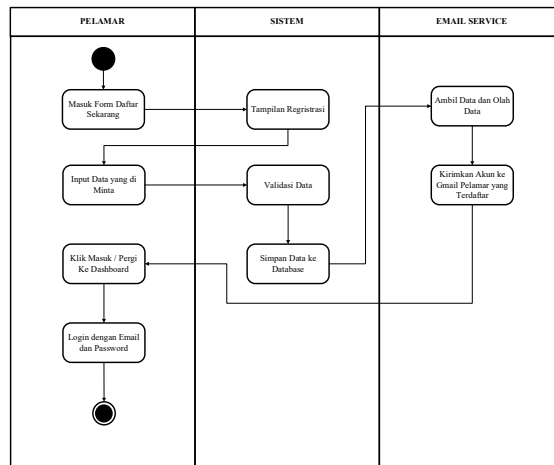 PELAMAR
SISTEM
EMAIL SERVICE
Masuk Form Daftar
Sekarang
Tampilan Regristrasi
Ambil Data dan Olah
Data
Input Data yang di
Minta
Validasi Data
Kirimkan Akun ke
Gmail Pelamar yang
Terdaftar
Klik Masuk / Pergi
Ke Dashboard
Simpan Data ke
Database
Login dengan Email
dan Password